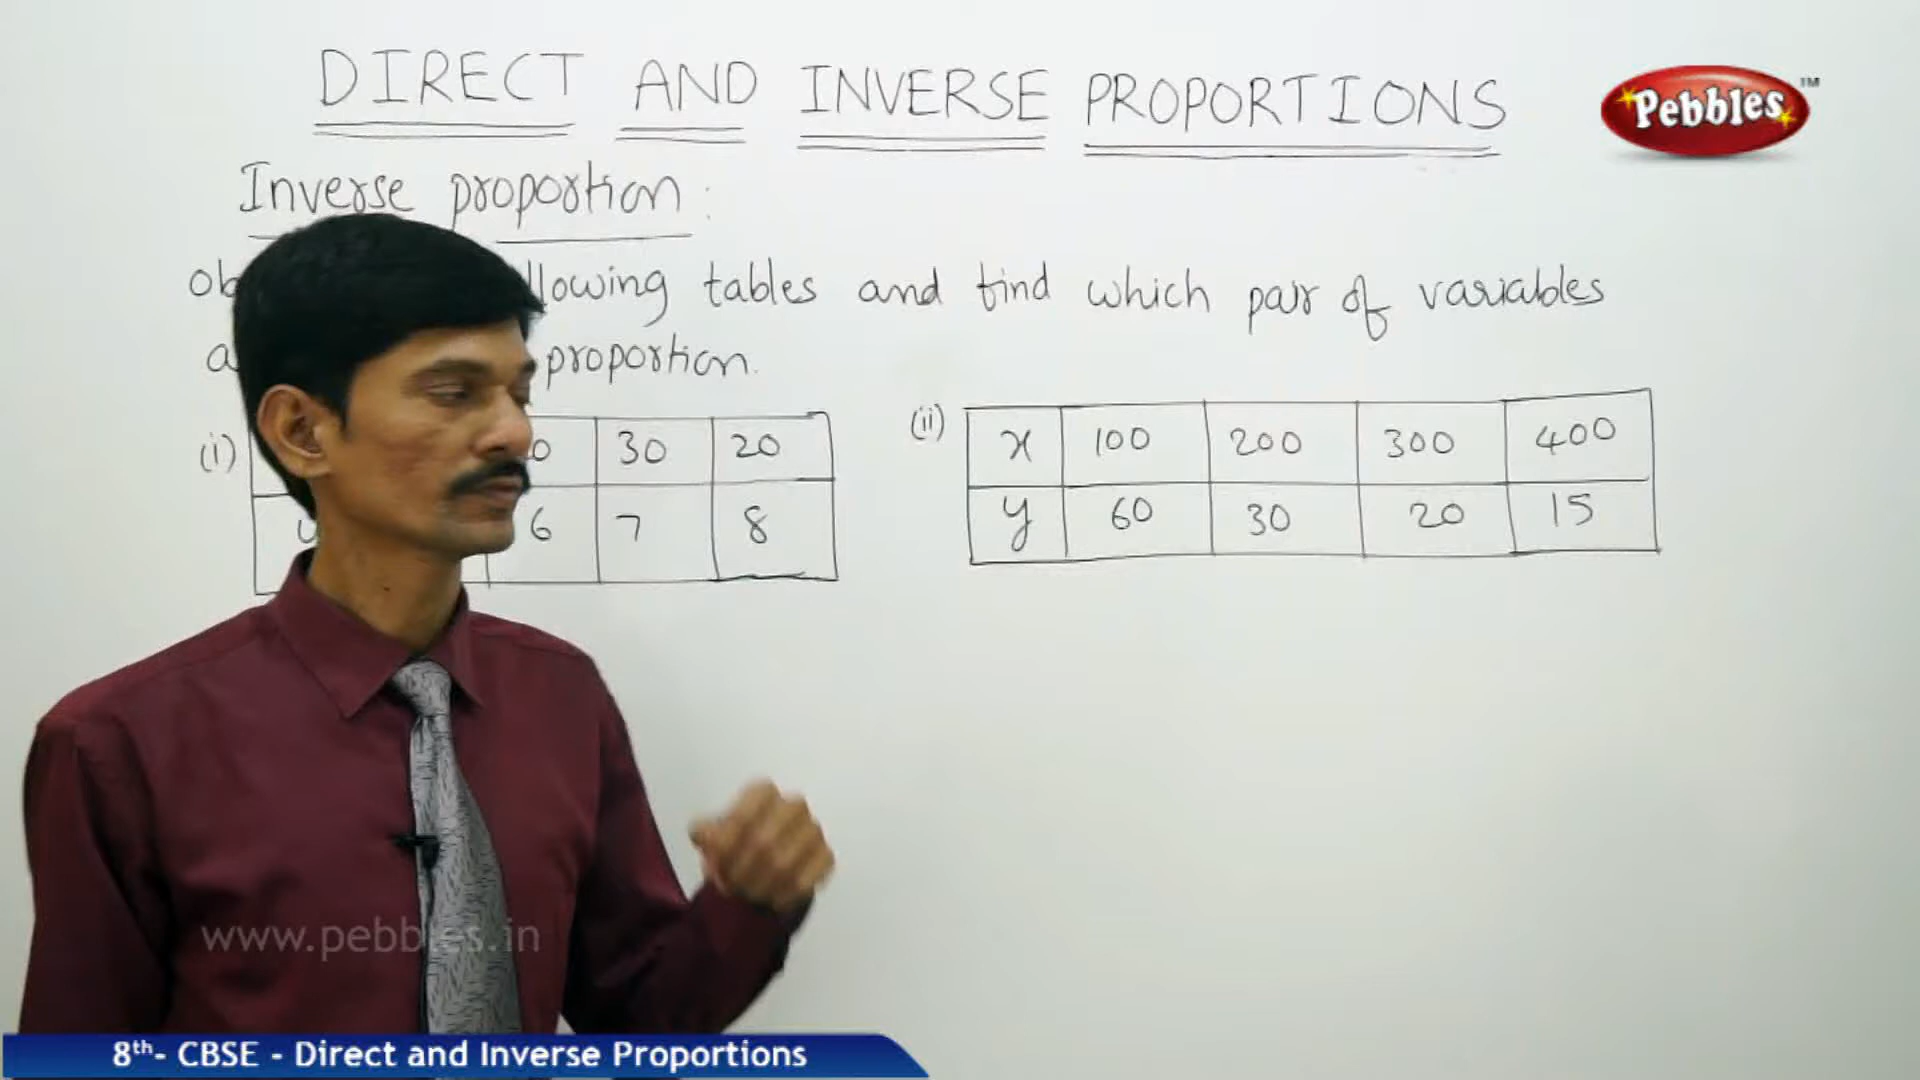 DIRECT AND INVERSE PROPORTIONS
Pebbles™
Inverse proportion:
ob lowing tables and find which pair of variables
a proportion.
(i) 0 30 20
y 6 7 8
(ii) x 100 200 300 400
y 60 30 20 15
www.pebbles.in
8th- CBSE - Direct and Inverse Proportions